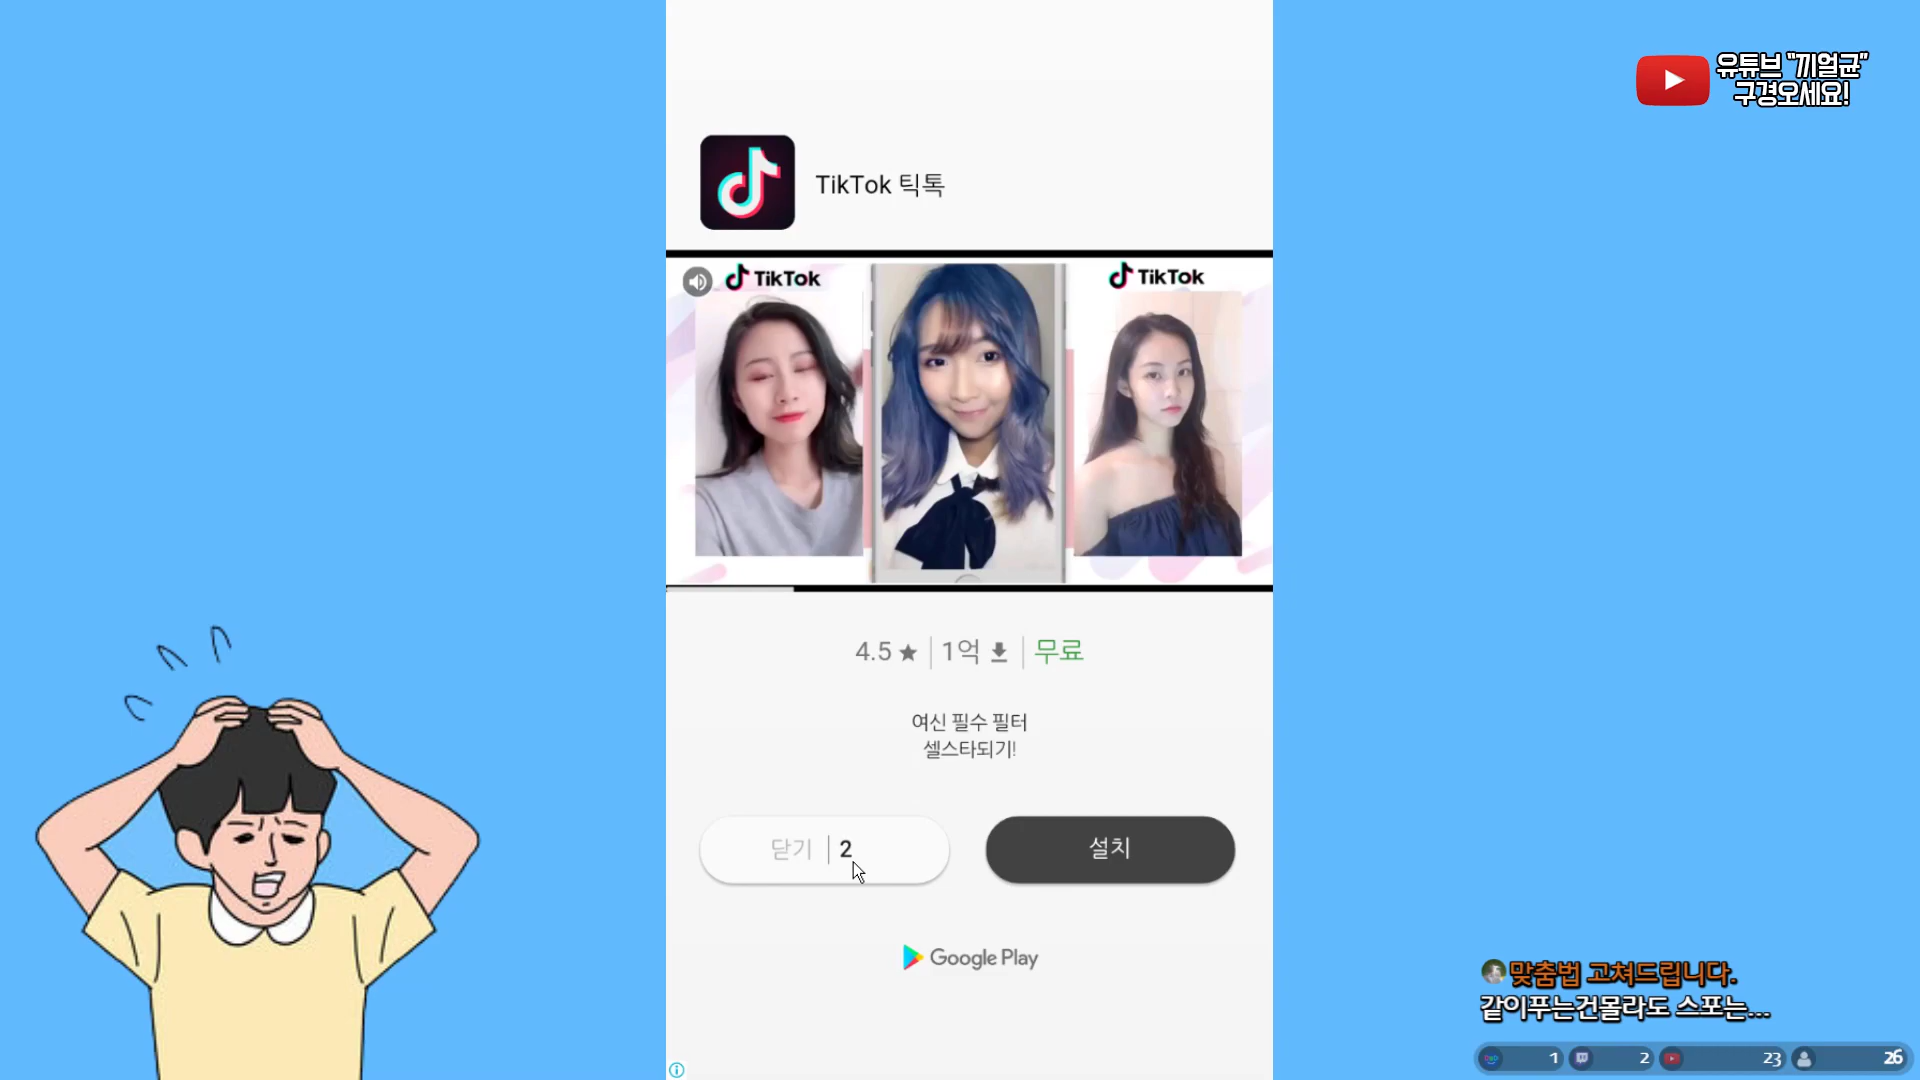 유튜브 "끼얼균"
구경오세요!
TikTok 틱톡
TikTok
TikTok
4.5 ★ | 1억 | 무료
여신 필수 필터
셀스타되기!
닫기 | 2
설치
Google Play
맞춤법 고쳐드립니다.
같이푸는건몰라도 스포는...
1 2 23 26